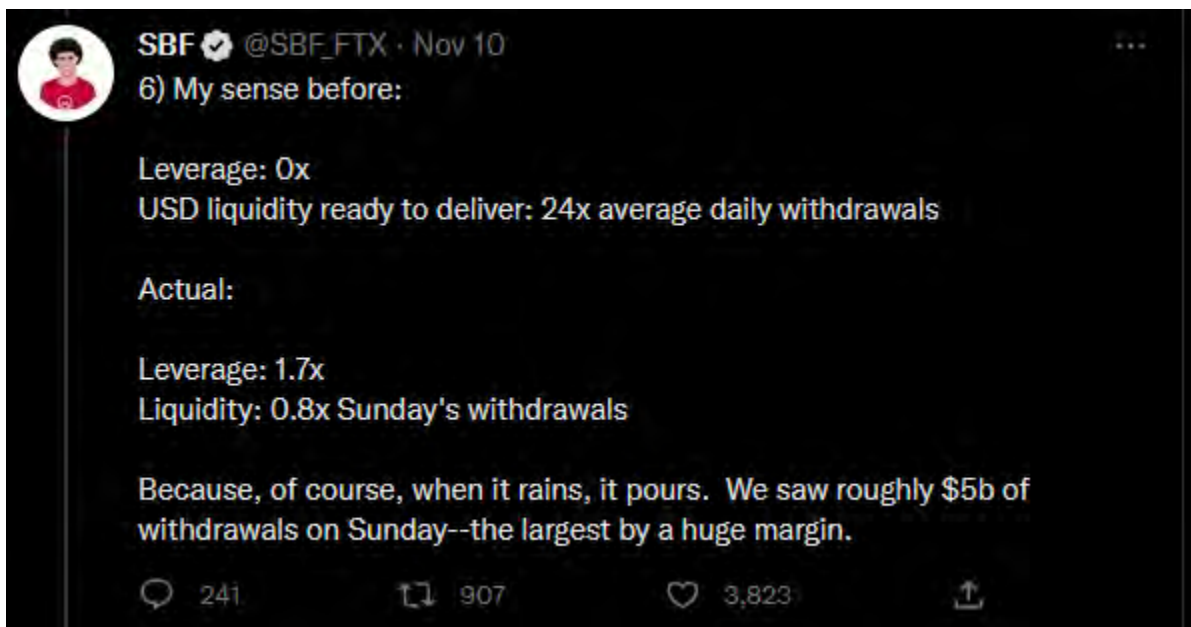 SBF @SBF_FTX · Nov 10
6) My sense before:
Leverage: 0x
USD liquidity ready to deliver: 24x average daily withdrawals
Actual:
Leverage: 1.7x
Liquidity: 0.8x Sunday's withdrawals
Because, of course, when it rains, it pours.  We saw roughly $5b of
withdrawals on Sunday--the largest by a huge margin.
241 907 3,823